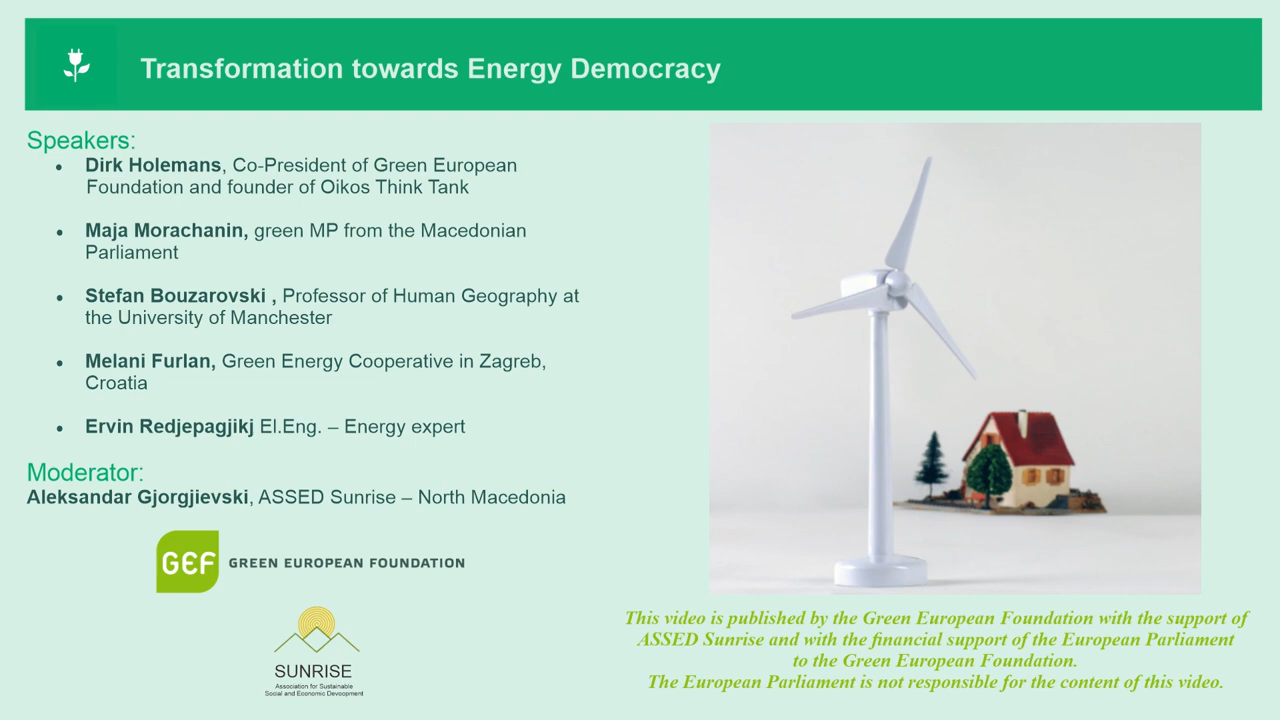 Transformation towards Energy Democracy
Speakers:
• Dirk Holemans, Co-President of Green European
Foundation and founder of Oikos Think Tank
• Maja Morachanin, green MP from the Macedonian
Parliament
• Stefan Bouzarovski , Professor of Human Geography at
the University of Manchester
• Melani Furlan, Green Energy Cooperative in Zagreb,
Croatia
• Ervin Redjepagjikj El.Eng. – Energy expert
Moderator:
Aleksandar Gjorgjievski, ASSED Sunrise – North Macedonia
GEF GREEN EUROPEAN FOUNDATION
SUNRISE
Association for Sustainable
Social and Economic Deveopment
This video is published by the Green European Foundation with the support of
ASSED Sunrise and with the financial support of the European Parliament
to the Green European Foundation.
The European Parliament is not responsible for the content of this video.